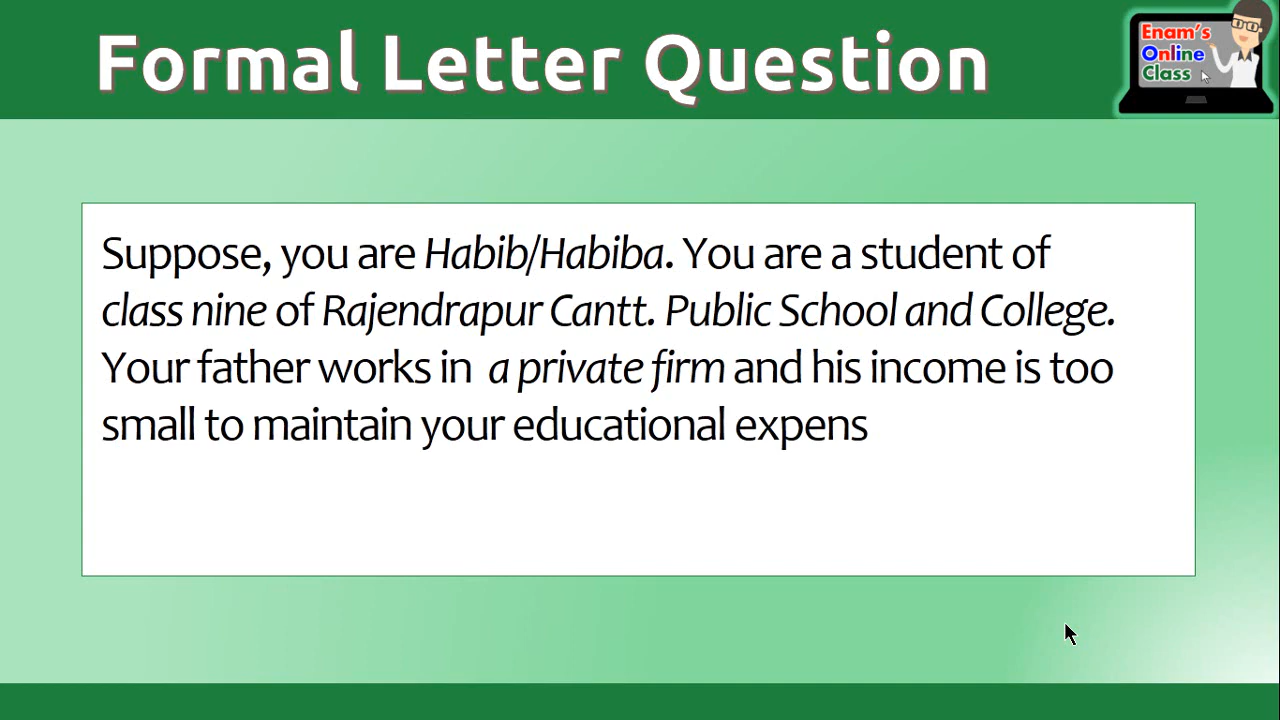 Formal Letter Question
Enam's
Online
Class
Suppose, you are Habib/Habiba. You are a student of
class nine of Rajendrapur Cantt. Public School and College.
Your father works in a private firm and his income is too
small to maintain your educational expens